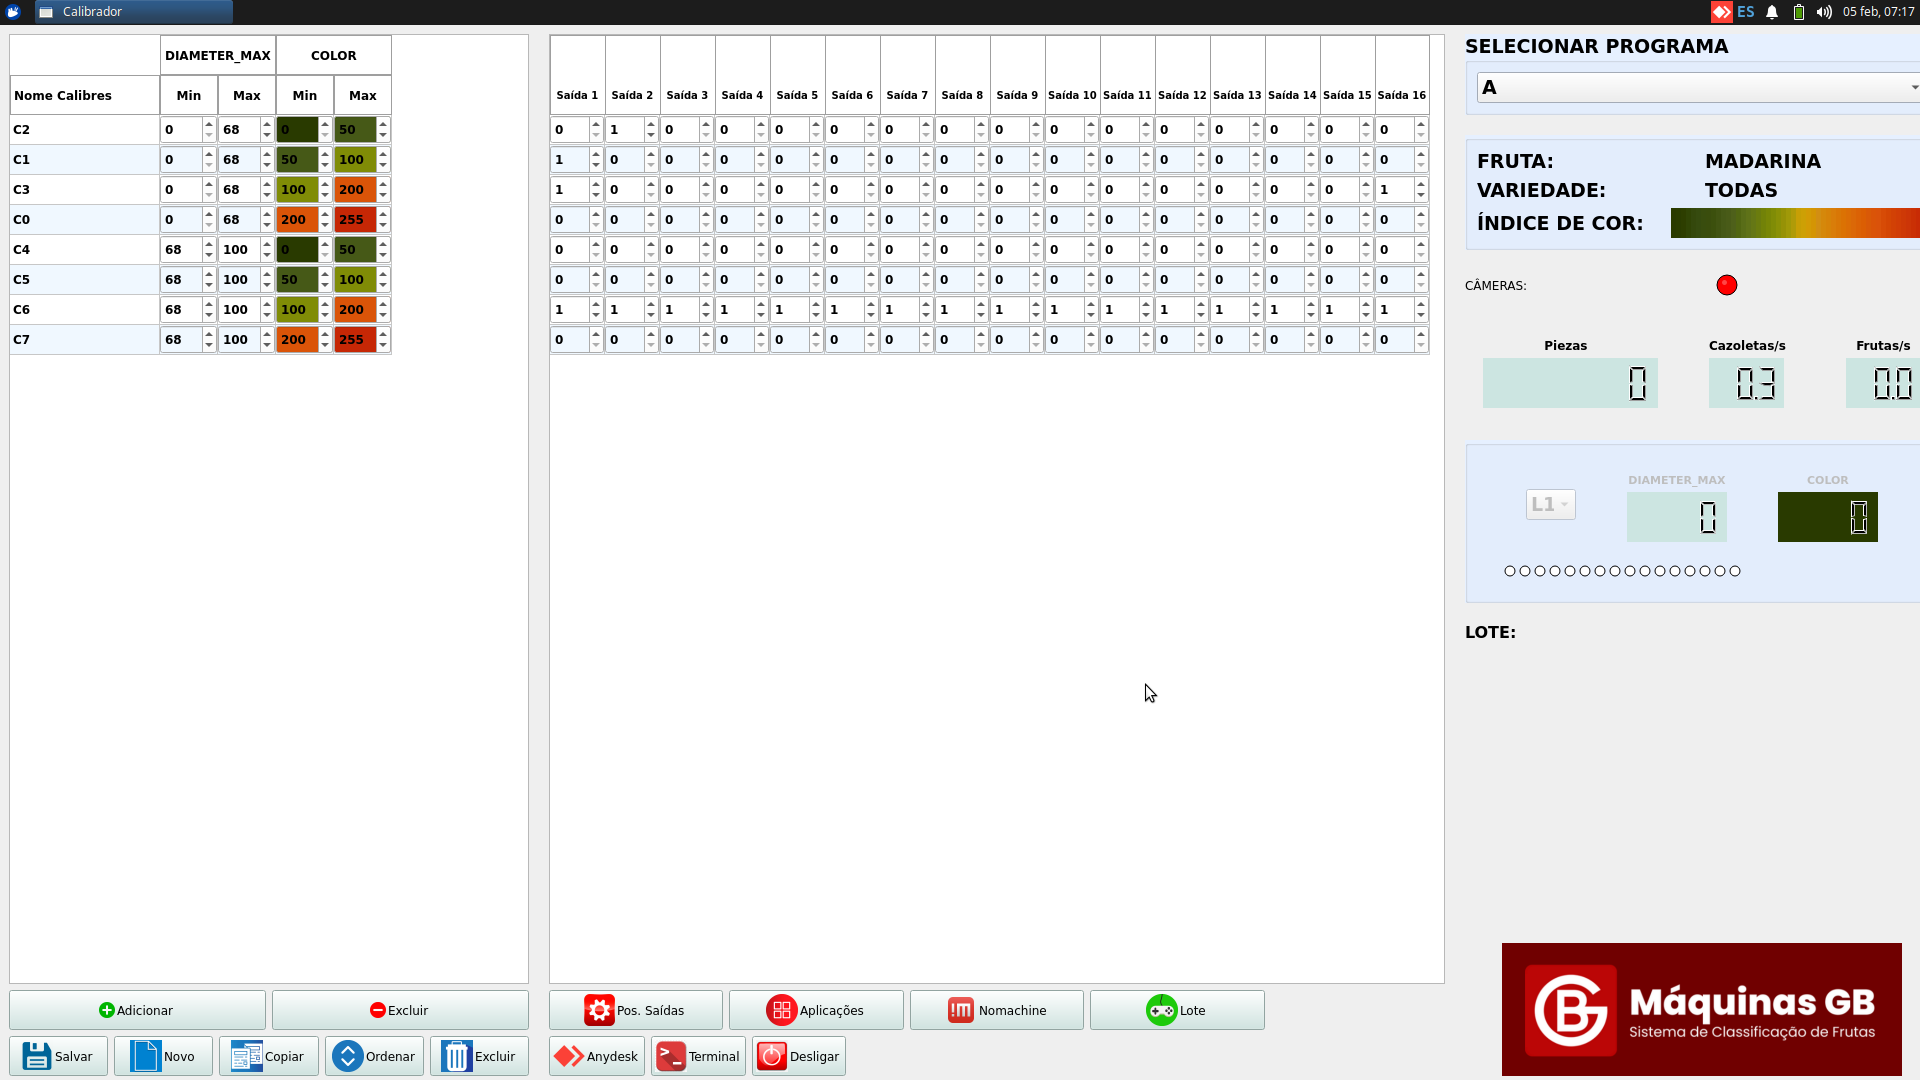 Calibrador
ES 05 feb, 07:17
DIAMETER_MAX COLOR
Nome Calibres Min Max Min Max
C2 0 68 0 50
C1 0 68 50 100
C3 0 68 100 200
C0 0 68 200 255
C4 68 100 0 50
C5 68 100 50 100
C6 68 100 100 200
C7 68 100 200 255
Adicionar Excluir
Salvar Novo Copiar Ordenar Excluir
Saída 1 Saída 2 Saída 3 Saída 4 Saída 5 Saída 6 Saída 7 Saída 8 Saída 9 Saída 10 Saída 11 Saída 12 Saída 13 Saída 14 Saída 15 Saída 16
0 1 0 0 0 0 0 0 0 0 0 0 0 0 0 0
1 0 0 0 0 0 0 0 0 0 0 0 0 0 0 0
1 0 0 0 0 0 0 0 0 0 0 0 0 0 0 1
0 0 0 0 0 0 0 0 0 0 0 0 0 0 0 0
0 0 0 0 0 0 0 0 0 0 0 0 0 0 0 0
0 0 0 0 0 0 0 0 0 0 0 0 0 0 0 0
1 1 1 1 1 1 1 1 1 1 1 1 1 1 1 1
0 0 0 0 0 0 0 0 0 0 0 0 0 0 0 0
Pos. Saídas Aplicações !M Nomachine Lote
Anydesk Terminal Desligar
SELECIONAR PROGRAMA
A
FRUTA: MADARINA
VARIEDADE: TODAS
ÍNDICE DE COR:
CÂMERAS:
Piezas Cazoletas/s Frutas/s
0 0.3 0.0
DIAMETER_MAX COLOR
L1 0 0
LOTE:
GB Máquinas GB
Sistema de Classificação de Frutas